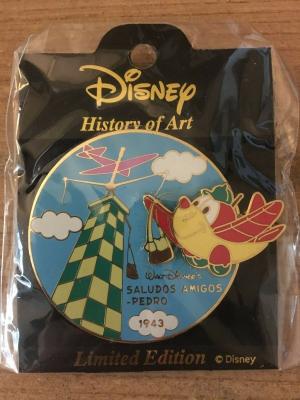 Disney
History of Art
WALT DISNEY'S
SALUDOS AMIGOS
-PEDRO
1943
Limited Edition © Disney